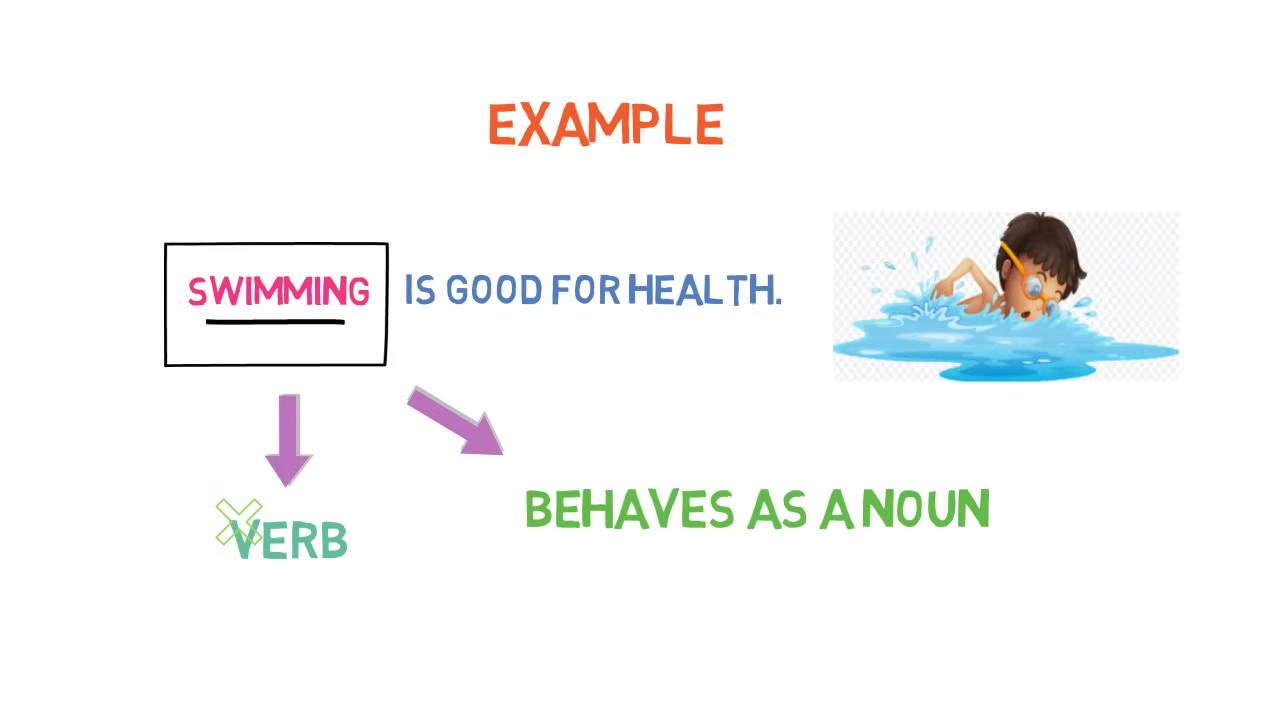 EXAMPLE
SWIMMING IS GOOD FOR HEALTH.
BEHAVES AS A NOUN
VERB